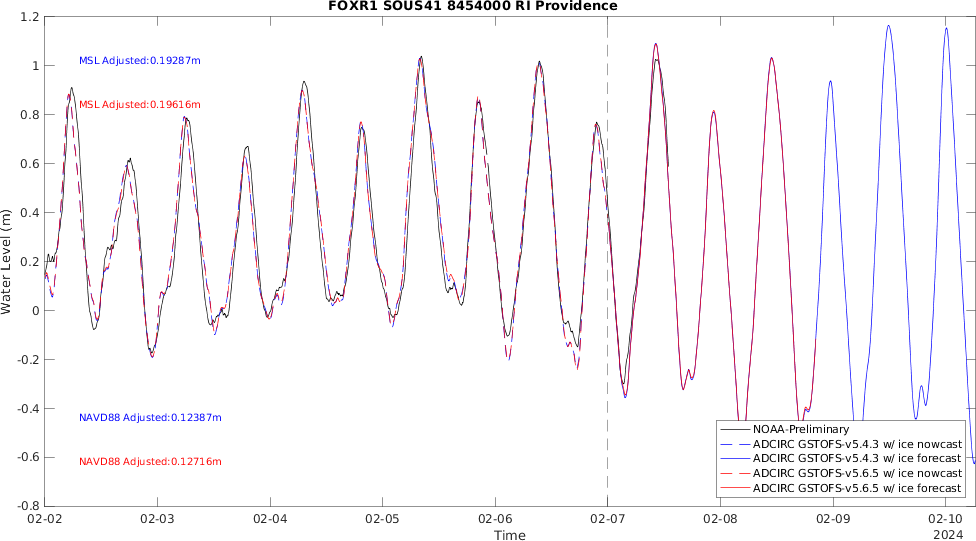 FOXR1 SOUS41 8454000 RI Providence
1.2
1
0.8
0.6
0.4
0.2
0
-0.2
-0.4
-0.6
-0.8
Water Level (m)
MSL Adjusted:0.19287m
MSL Adjusted:0.19616m
NAVD88 Adjusted:0.12387m
NAVD88 Adjusted:0.12716m
NOAA-Preliminary
ADCIRC GSTOFS-v5.4.3 w/ ice nowcast
ADCIRC GSTOFS-v5.4.3 w/ ice forecast
ADCIRC GSTOFS-v5.6.5 w/ ice nowcast
ADCIRC GSTOFS-v5.6.5 w/ ice forecast
02-02 02-03 02-04 02-05 02-06 02-07 02-08 02-09 02-10
2024
Time